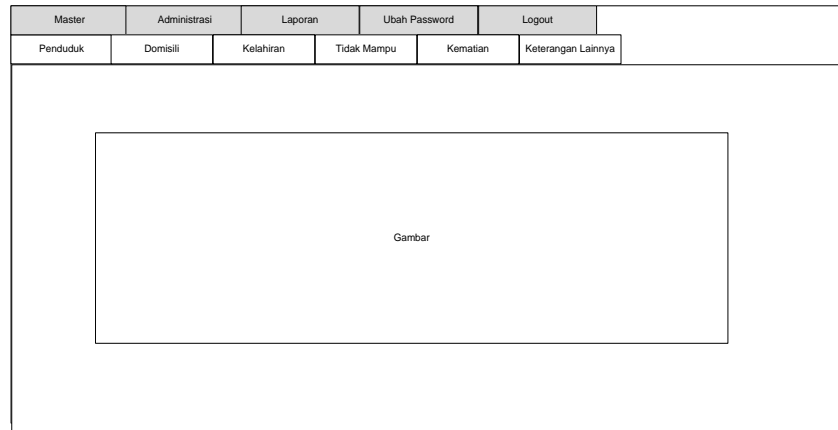 Master Administrasi Laporan Ubah Password Logout
Penduduk Domisili Kelahiran Tidak Mampu Kematian Keterangan Lainnya
Gambar